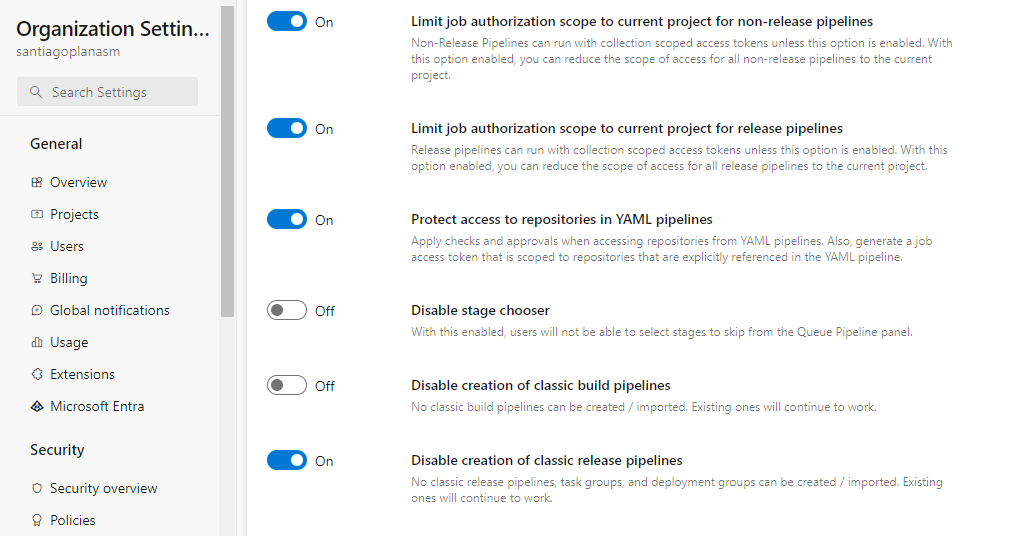 Organization Settin...
santiagoplanasm
Search Settings
General
Overview
Projects
Users
Billing
Global notifications
Usage
Extensions
Microsoft Entra
Security
Security overview
Policies
On
Limit job authorization scope to current project for non-release pipelines
Non-Release Pipelines can run with collection scoped access tokens unless this option is enabled. With
this option enabled, you can reduce the scope of access for all non-release pipelines to the current
project.
On
Limit job authorization scope to current project for release pipelines
Release pipelines can run with collection scoped access tokens unless this option is enabled. With this
option enabled, you can reduce the scope of access for all release pipelines to the current project.
On
Protect access to repositories in YAML pipelines
Apply checks and approvals when accessing repositories from YAML pipelines. Also, generate a job
access token that is scoped to repositories that are explicitly referenced in the YAML pipeline.
Off
Disable stage chooser
With this enabled, users will not be able to select stages to skip from the Queue Pipeline panel.
Off
Disable creation of classic build pipelines
No classic build pipelines can be created / imported. Existing ones will continue to work.
On
Disable creation of classic release pipelines
No classic release pipelines, task groups, and deployment groups can be created / imported. Existing
ones will continue to work.